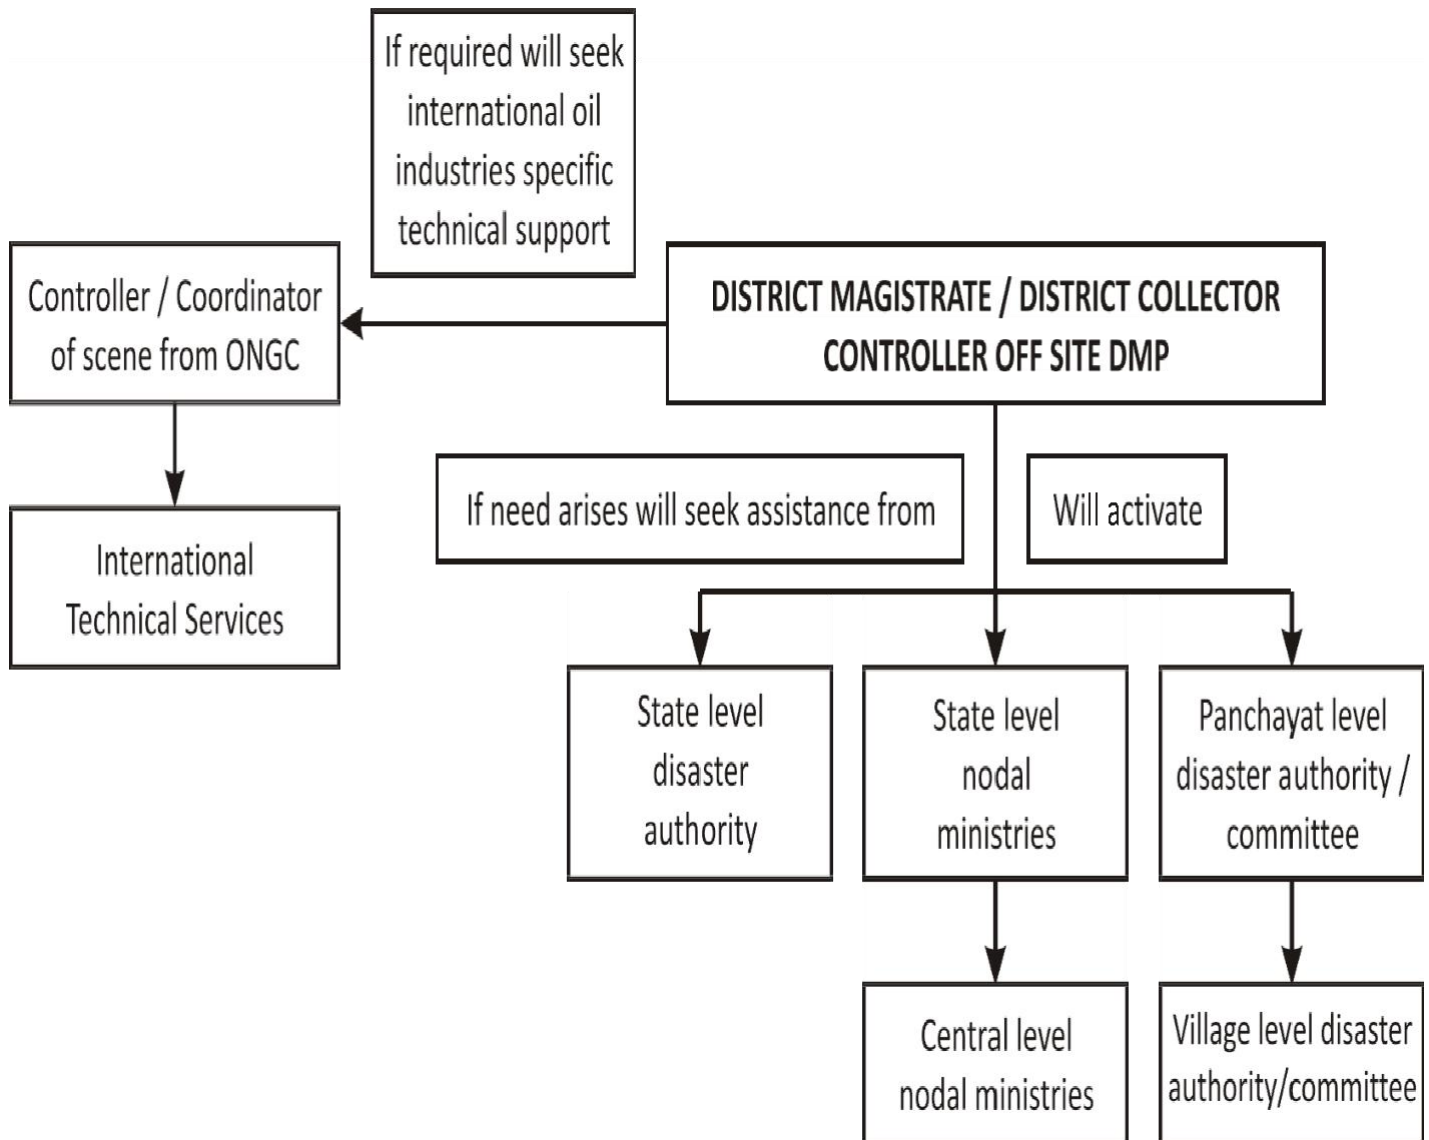 If required will seek
international oil
industries specific
technical support
Controller / Coordinator
of scene from ONGC
DISTRICT MAGISTRATE / DISTRICT COLLECTOR
CONTROLLER OFF SITE DMP
If need arises will seek assistance from
Will activate
International
Technical Services
State level
disaster
authority
State level
nodal
ministries
Panchayat level
disaster authority /
committee
Central level
nodal ministries
Village level disaster
authority/committee